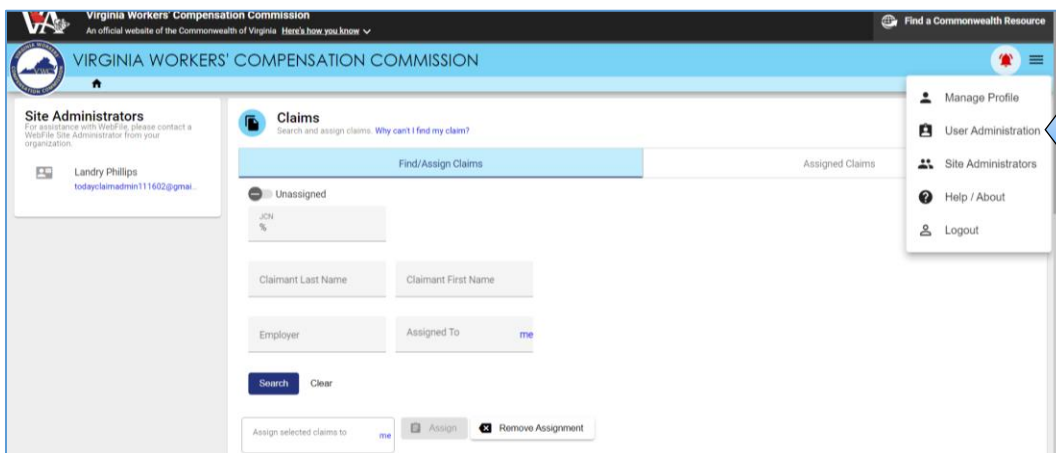 Virginia Workers' Compensation Commission
An official website of the Commonwealth of Virginia Here's how you know
Find a Commonwealth Resource
VIRGINIA WORKERS' COMPENSATION COMMISSION
Manage Profile
User Administration
Site Administrators
Help / About
Logout
Site Administrators
For assistance with WebFile, please contact a
WebFile Site Administrator from your
organization.
Landry Phillips
todayclaimadmin111602@gmai..
Claims
Search and assign claims. Why can't I find my claim?
Find/Assign Claims
Assigned Claims
Unassigned
JCN
%
Claimant Last Name
Claimant First Name
Employer
Assigned To me
Search Clear
Assign selected claims to me
Assign
Remove Assignment